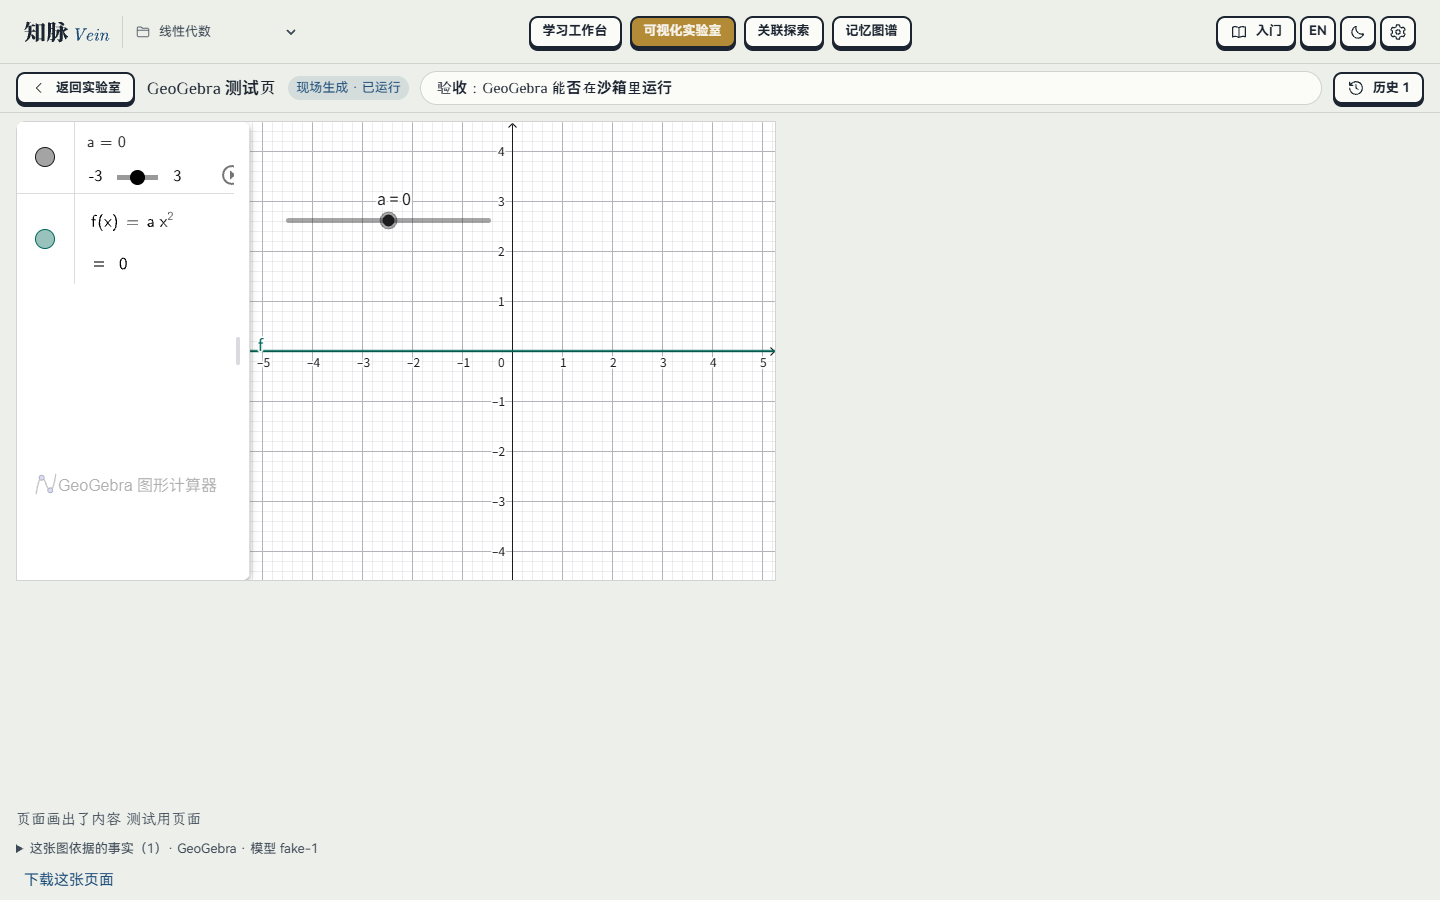 知脉 Vein
线性代数
学习工作台
可视化实验室
关联探索
记忆图谱
入门
EN
返回实验室
GeoGebra 测试页
现场生成 · 已运行
验收：GeoGebra 能否在沙箱里运行
历史 1
a = 0
-3
3
f(x) = a x²
= 0
GeoGebra 图形计算器
a = 0
f
4
3
2
1
−5 −4 −3 −2 −1 0 1 2 3 4 5
−1
−2
−3
−4
页面画出了内容 测试用页面
这张图依据的事实（1）· GeoGebra · 模型 fake-1
下载这张页面